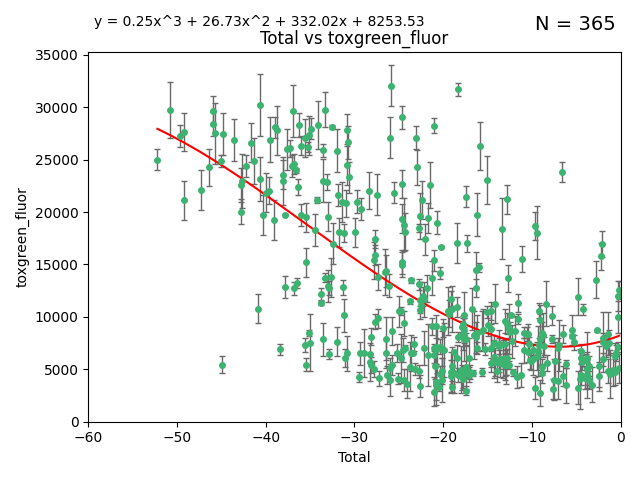 y = 0.25x^3 + 26.73x^2 + 332.02x + 8253.53
N = 365
Total vs toxgreen_fluor
35000
30000
25000
20000
15000
10000
5000
0
toxgreen_fluor
−60 −50 −40 −30 −20 −10 0
Total